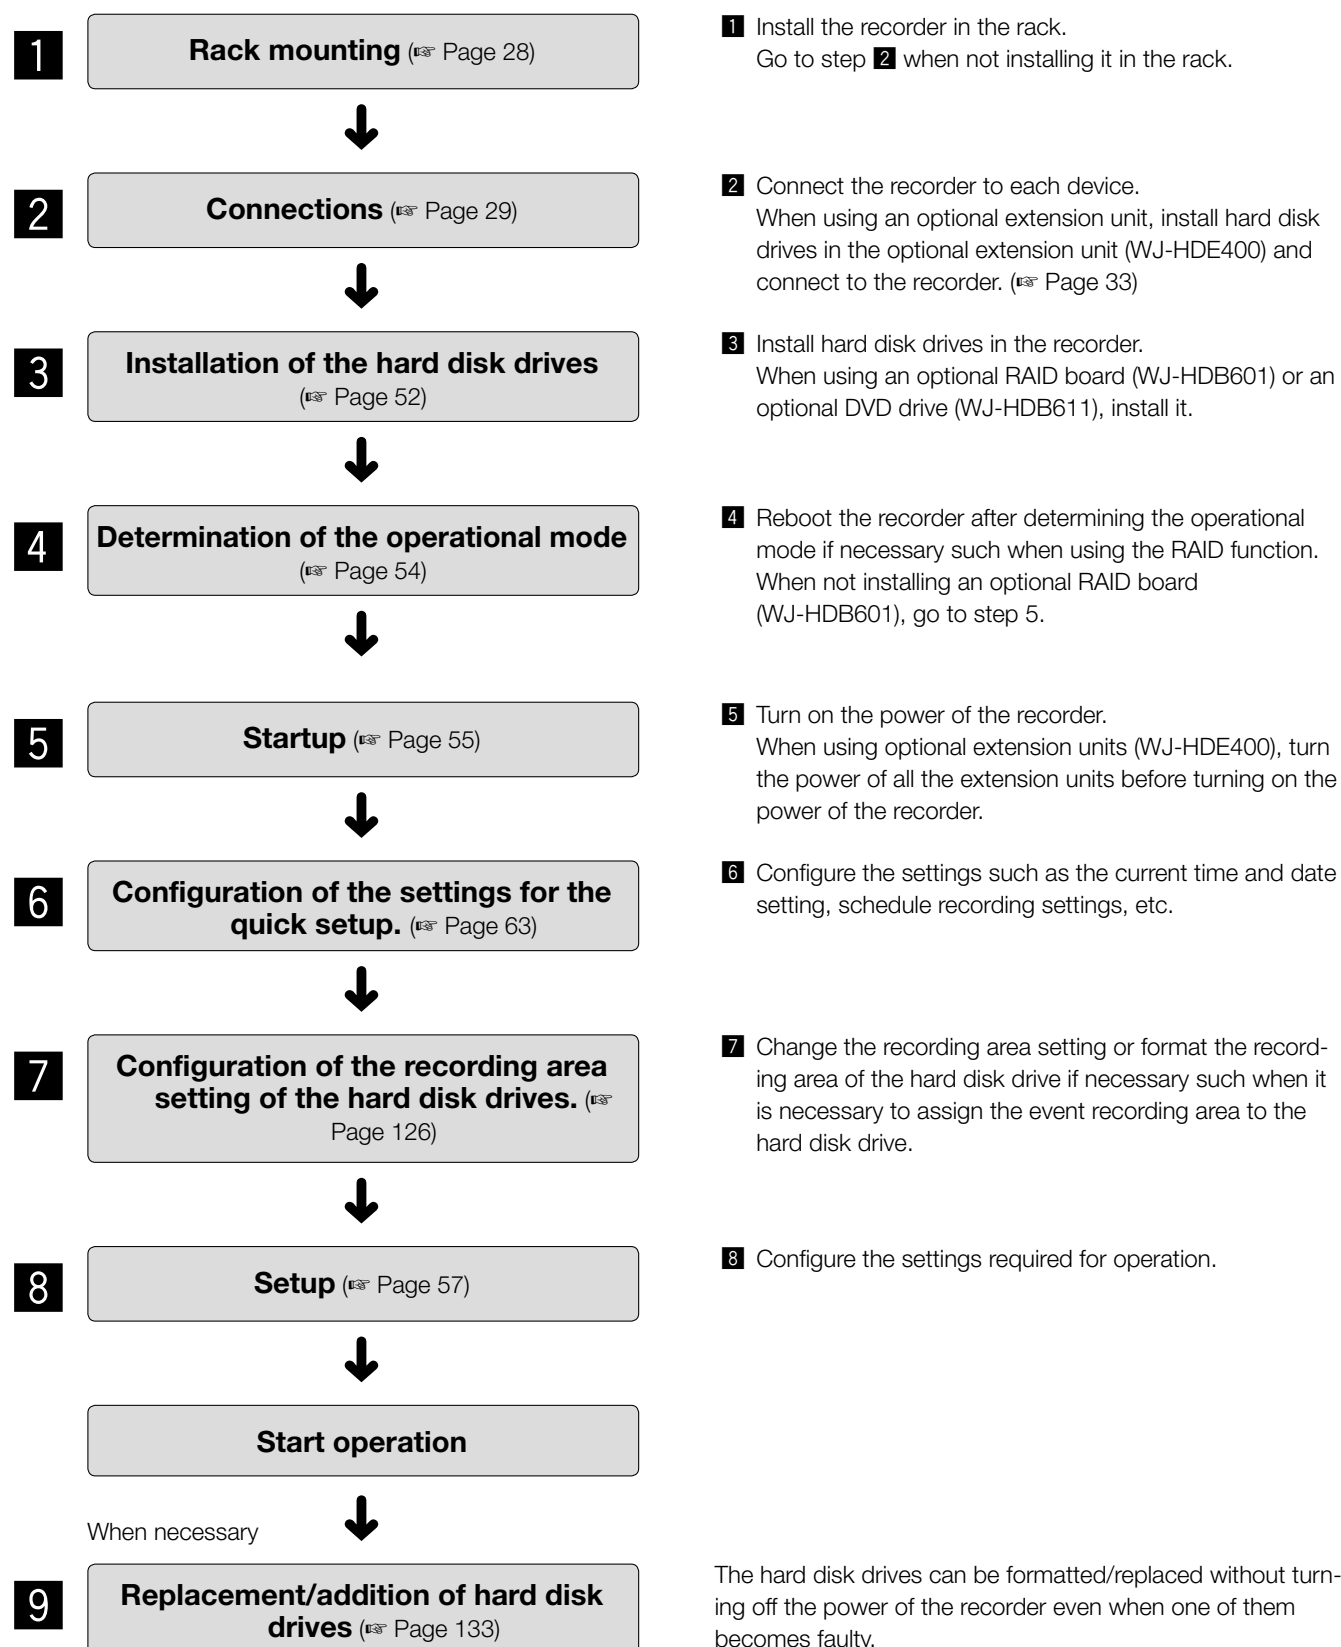 1
Rack mounting (☞ Page 28)
1 Install the recorder in the rack.
Go to step 2 when not installing it in the rack.
2
Connections (☞ Page 29)
2 Connect the recorder to each device.
When using an optional extension unit, install hard disk
drives in the optional extension unit (WJ-HDE400) and
connect to the recorder. (☞ Page 33)
3
Installation of the hard disk drives
(☞ Page 52)
3 Install hard disk drives in the recorder.
When using an optional RAID board (WJ-HDB601) or an
optional DVD drive (WJ-HDB611), install it.
4
Determination of the operational mode
(☞ Page 54)
4 Reboot the recorder after determining the operational
mode if necessary such when using the RAID function.
When not installing an optional RAID board
(WJ-HDB601), go to step 5.
5
Startup (☞ Page 55)
5 Turn on the power of the recorder.
When using optional extension units (WJ-HDE400), turn
the power of all the extension units before turning on the
power of the recorder.
6
Configuration of the settings for the
quick setup. (☞ Page 63)
6 Configure the settings such as the current time and date
setting, schedule recording settings, etc.
7
Configuration of the recording area
setting of the hard disk drives. (☞
Page 126)
7 Change the recording area setting or format the record-
ing area of the hard disk drive if necessary such when it
is necessary to assign the event recording area to the
hard disk drive.
8
Setup (☞ Page 57)
8 Configure the settings required for operation.
Start operation
When necessary
9
Replacement/addition of hard disk
drives (☞ Page 133)
The hard disk drives can be formatted/replaced without turn-
ing off the power of the recorder even when one of them
becomes faulty.